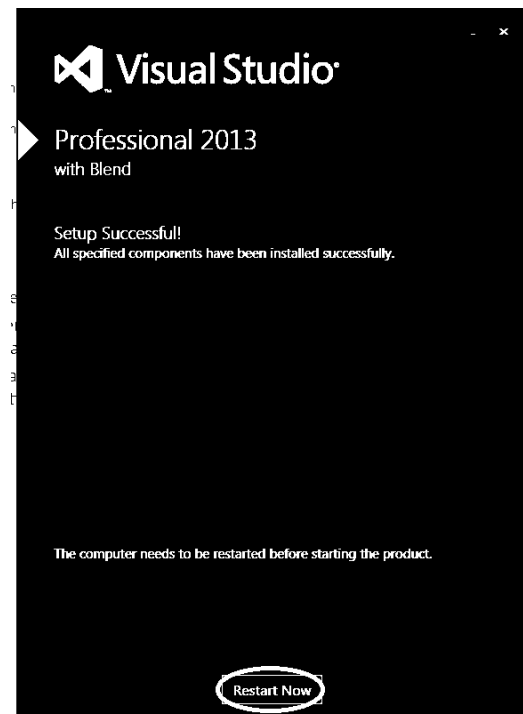 Visual Studio
Professional 2013
with Blend
Setup Successful!
All specified components have been installed successfully.
The computer needs to be restarted before starting the product.
Restart Now